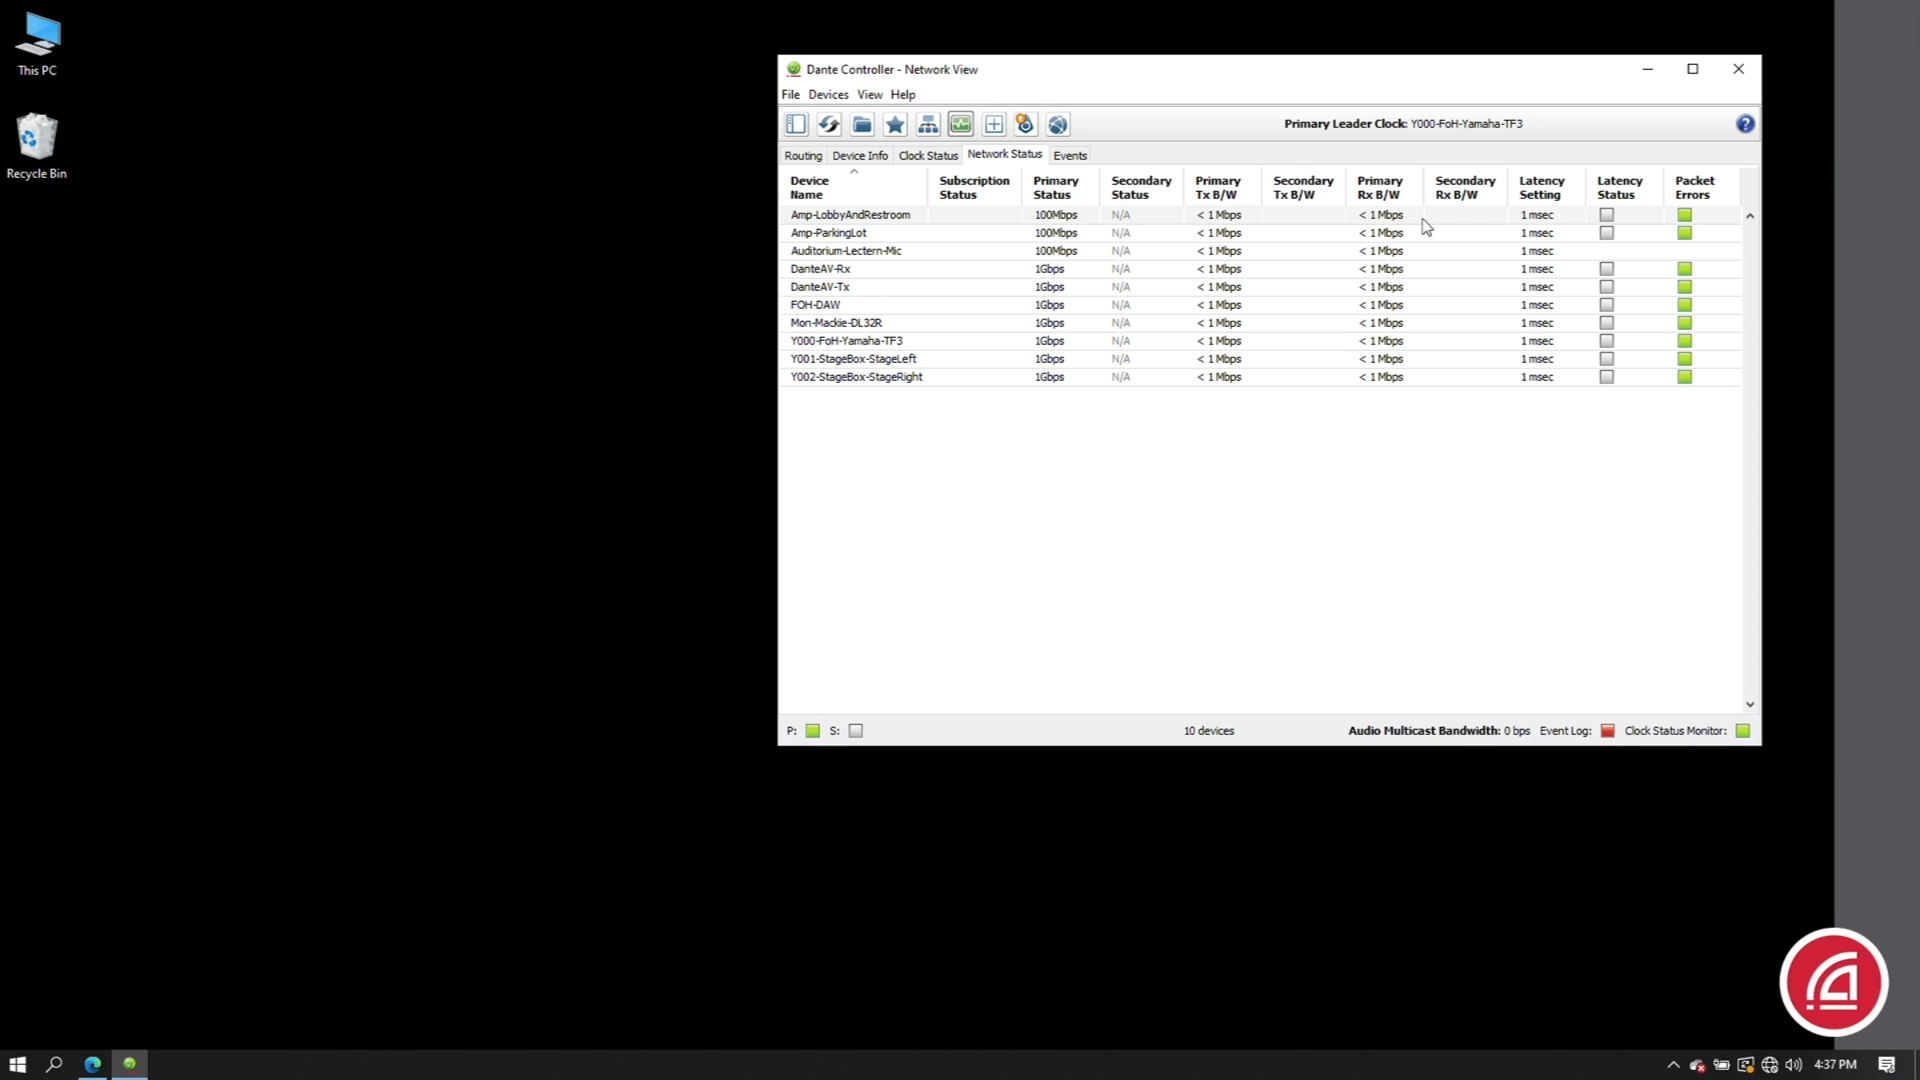 This PC
Recycle Bin
Dante Controller - Network View
File Devices View Help
Primary Leader Clock: Y000-FoH-Yamaha-TF3
Routing Device Info Clock Status Network Status Events
Device Name Subscription Status Primary Status Secondary Status Primary Tx B/W Secondary Tx B/W Primary Rx B/W Secondary Rx B/W Latency Setting Latency Status Packet Errors
Amp-LobbyAndRestroom 100Mbps N/A < 1 Mbps < 1 Mbps 1 msec
Amp-ParkingLot 100Mbps N/A < 1 Mbps < 1 Mbps 1 msec
Auditorium-Lectern-Mic 100Mbps N/A < 1 Mbps < 1 Mbps 1 msec
DanteAV-Rx 1Gbps N/A < 1 Mbps < 1 Mbps 1 msec
DanteAV-Tx 1Gbps N/A < 1 Mbps < 1 Mbps 1 msec
FOH-DAW 1Gbps N/A < 1 Mbps < 1 Mbps 1 msec
Mon-Mackie-DL32R 1Gbps N/A < 1 Mbps < 1 Mbps 1 msec
Y000-FoH-Yamaha-TF3 1Gbps N/A < 1 Mbps < 1 Mbps 1 msec
Y001-StageBox-StageLeft 1Gbps N/A < 1 Mbps < 1 Mbps 1 msec
Y002-StageBox-StageRight 1Gbps N/A < 1 Mbps < 1 Mbps 1 msec
P: S: 10 devices Audio Multicast Bandwidth: 0 bps Event Log: Clock Status Monitor:
4:37 PM